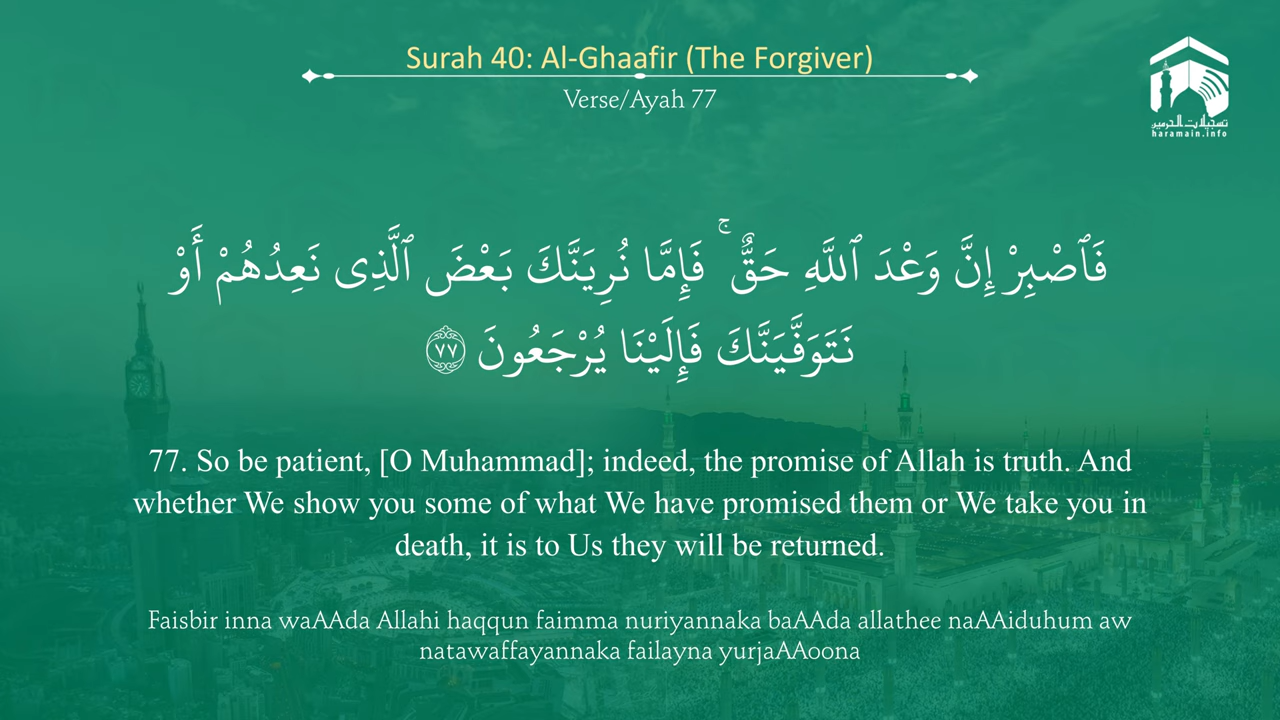 Surah 40: Al-Ghaafir (The Forgiver)
Verse/Ayah 77
تسجيلات الحرمين
haramain.info
فَٱصْبِرْ إِنَّ وَعْدَ ٱللَّهِ حَقٌّ ۚ فَإِمَّا نُرِيَنَّكَ بَعْضَ ٱلَّذِى نَعِدُهُمْ أَوْ
نَتَوَفَّيَنَّكَ فَإِلَيْنَا يُرْجَعُونَ ٧٧
77. So be patient, [O Muhammad]; indeed, the promise of Allah is truth. And
whether We show you some of what We have promised them or We take you in
death, it is to Us they will be returned.
Faisbir inna waAAda Allahi haqqun faimma nuriyannaka baAAda allathee naAAiduhum aw
natawaffayannaka failayna yurjaAAoona